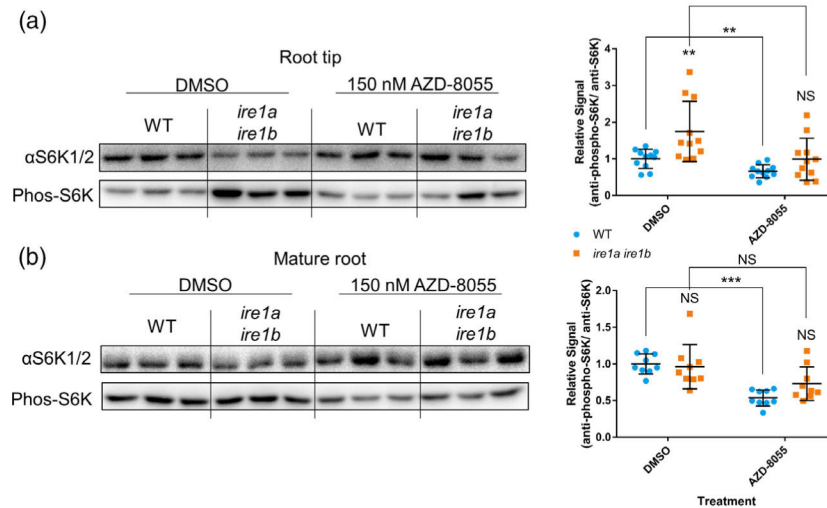 (a)
Root tip
DMSO
150 nM AZD-8055
WT
ire1a
ire1b
WT
ire1a
ire1b
αS6K1/2
Phos-S6K
Relative Signal
(anti-phospho-S6K/ anti-S6K)
4
3
2
1
0
**
**
NS
DMSO
AZD-8055
WT
ire1a ire1b
(b)
Mature root
DMSO
150 nM AZD-8055
WT
ire1a
ire1b
WT
ire1a
ire1b
αS6K1/2
Phos-S6K
Relative Signal
(anti-phospho-S6K/ anti-S6K)
2.0
1.5
1.0
0.5
0.0
NS
***
NS
NS
DMSO
AZD-8055
Treatment